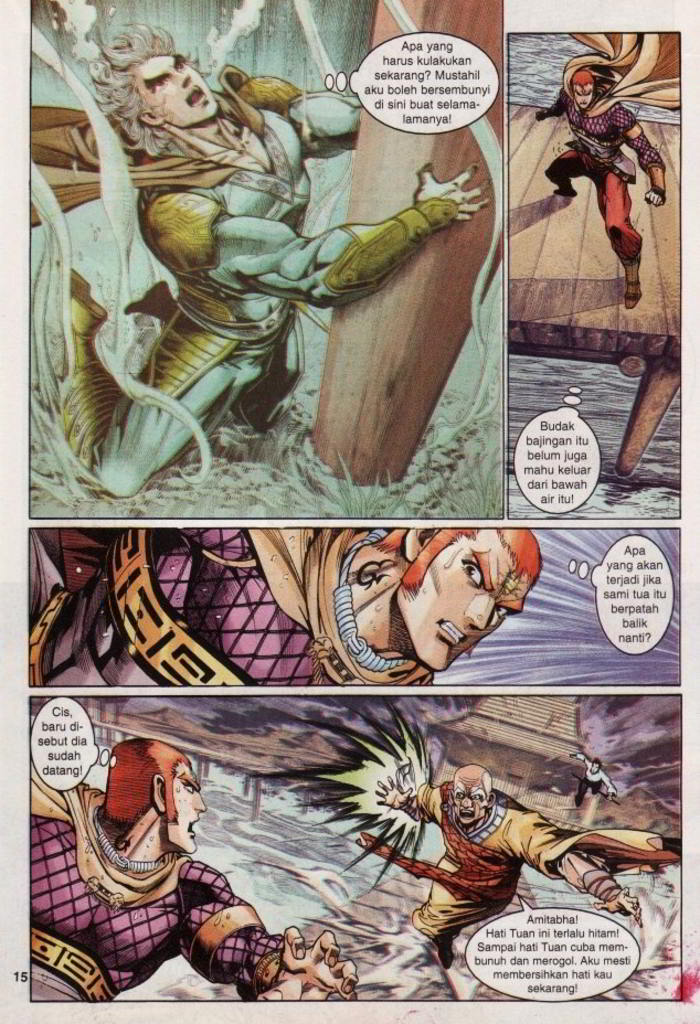 Apa yang
harus kulakukan
sekarang? Mustahil
aku boleh bersembunyi
di sini buat selama-
lamanya!
Budak
bajingan itu
belum juga
mahu keluar
dari bawah
air itu!
Apa
yang akan
terjadi jika
sami tua itu
berpatah
balik
nanti?
Cis,
baru di-
sebut dia
sudah
datang!
Amitabha!
Hati Tuan ini terlalu hitam!
Sampai hati Tuan cuba mem-
bunuh dan merogol. Aku mesti
membersihkan hati kau
sekarang!
15